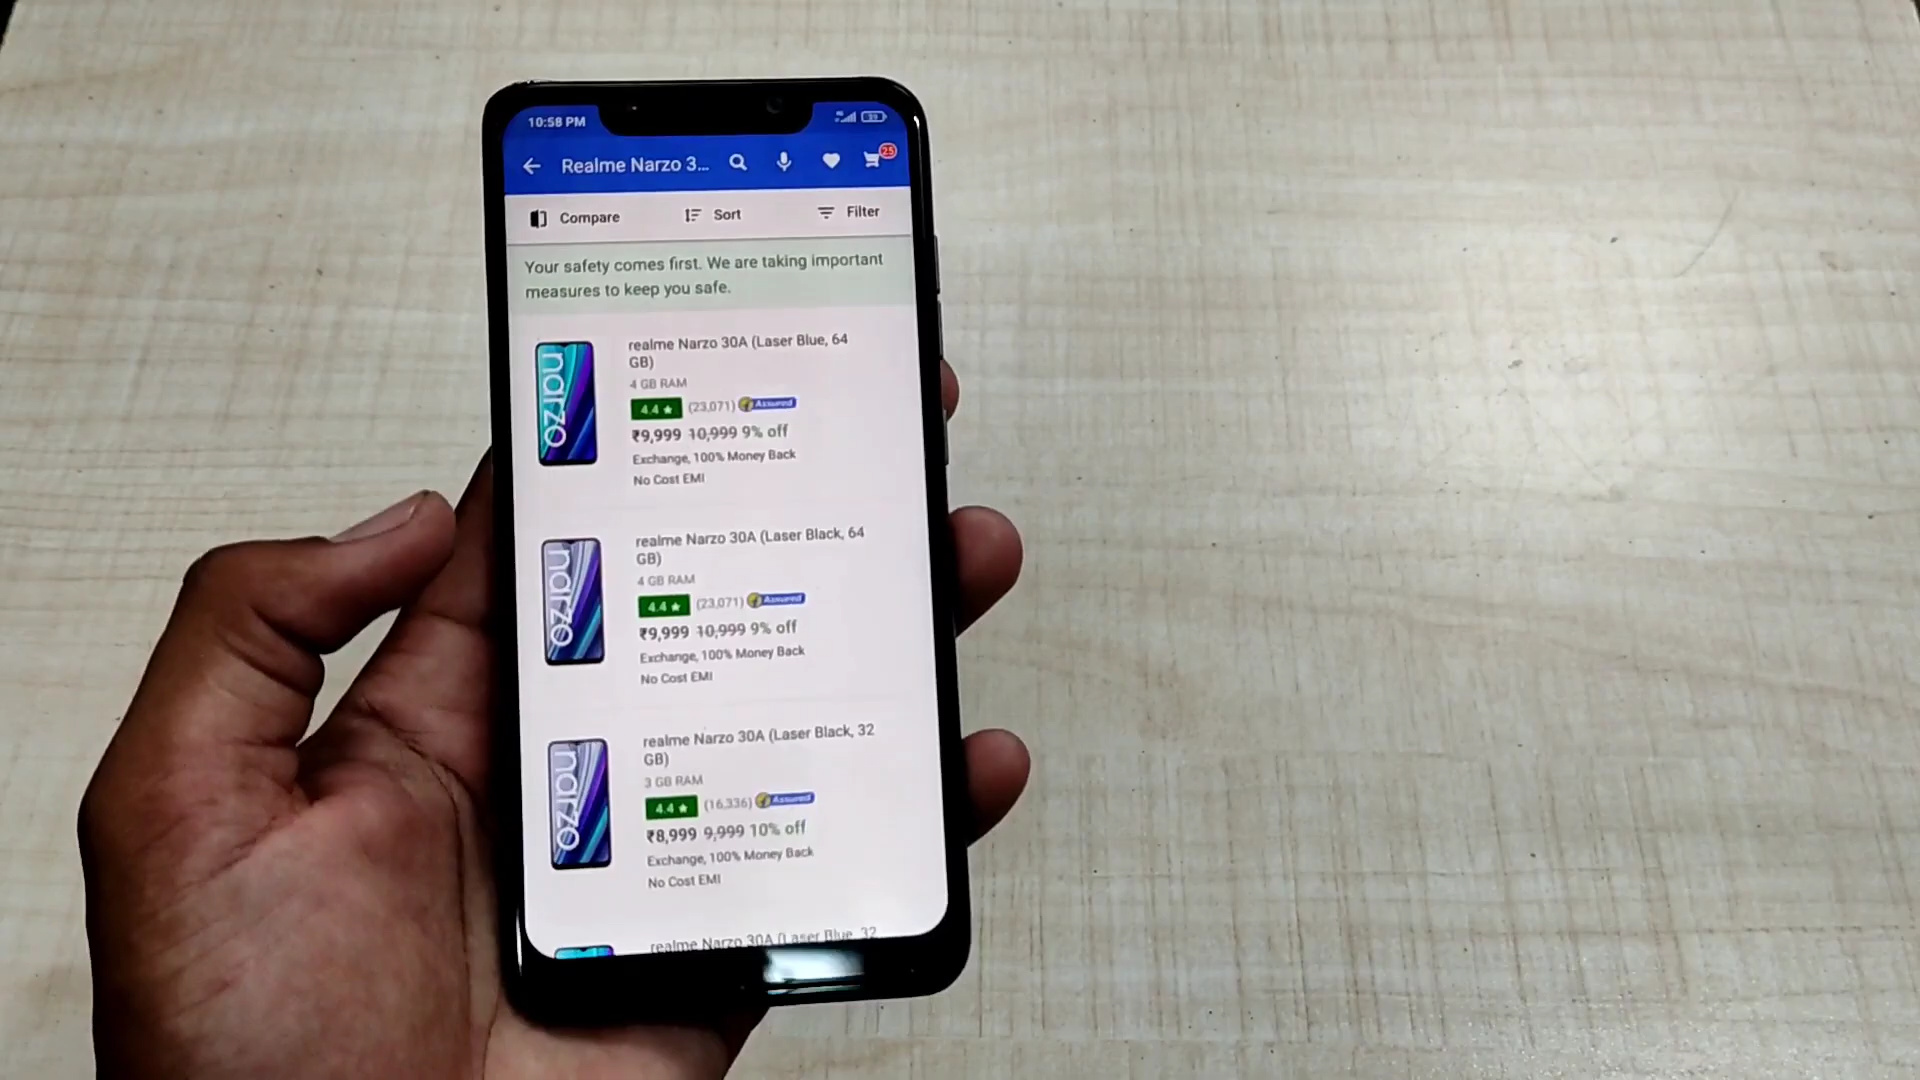 10:58 PM
39
Realme Narzo 3...
25
Compare
Sort
Filter
Your safety comes first. We are taking important
measures to keep you safe.
narzo
realme Narzo 30A (Laser Blue, 64
GB)
4 GB RAM
4.4 ★ (23,071) Assured
₹9,999 10,999 9% off
Exchange, 100% Money Back
No Cost EMI
narzo
realme Narzo 30A (Laser Black, 64
GB)
4 GB RAM
4.4 ★ (23,071) Assured
₹9,999 10,999 9% off
Exchange, 100% Money Back
No Cost EMI
narzo
realme Narzo 30A (Laser Black, 32
GB)
3 GB RAM
4.4 ★ (16,336) Assured
₹8,999 9,999 10% off
Exchange, 100% Money Back
No Cost EMI
realme Narzo 30A (Laser Blue, 32